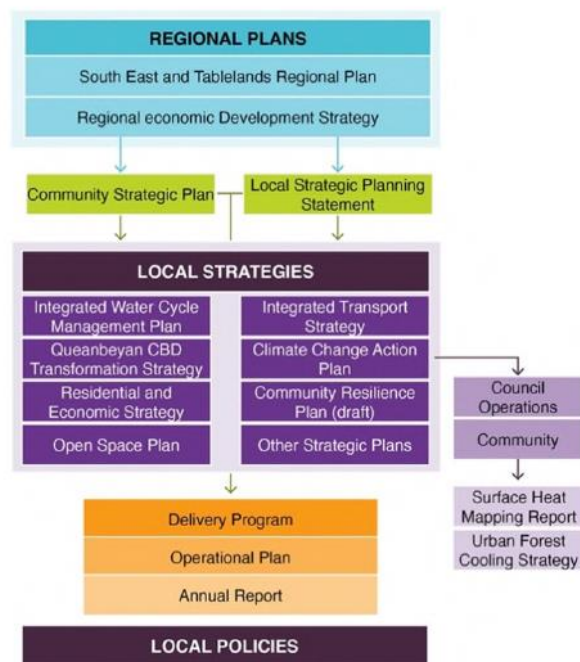 REGIONAL PLANS
South East and Tablelands Regional Plan
Regional economic Development Strategy
Community Strategic Plan
Local Strategic Planning
Statement
LOCAL STRATEGIES
Integrated Water Cycle
Management Plan
Queanbeyan CBD
Transformation Strategy
Residential and
Economic Strategy
Open Space Plan
Integrated Transport
Strategy
Climate Change Action
Plan
Community Resilience
Plan (draft)
Other Strategic Plans
Council
Operations
Community
Surface Heat
Mapping Report
Urban Forest
Cooling Strategy
Delivery Program
Operational Plan
Annual Report
LOCAL POLICIES